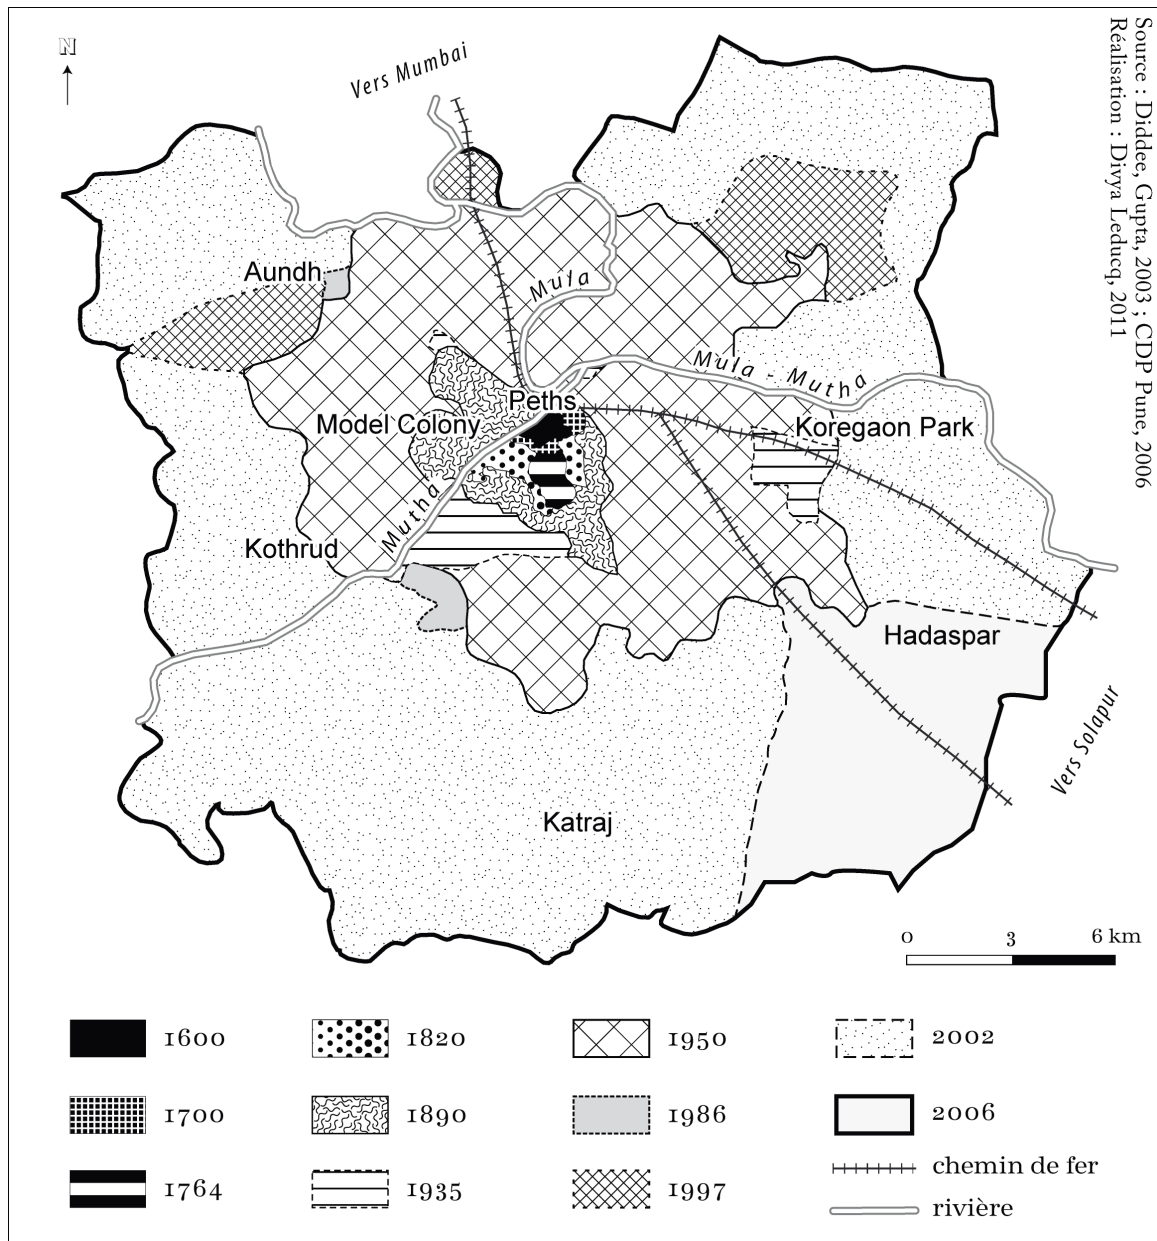 N
Vers Mumbai
Source : Diddee, Gupta, 2003 ; CDP Pune, 2006
Réalisation : Divya Leducq, 2011
Aundh
Mula
Mula - Mutha
Peths
Model Colony
Koregaon Park
Mutha
Kothrud
Hadaspar
Vers Solapur
Katraj
0 3 6 km
1600 1820 1950 2002
1700 1890 1986 2006
1764 1935 1997 chemin de fer
rivière